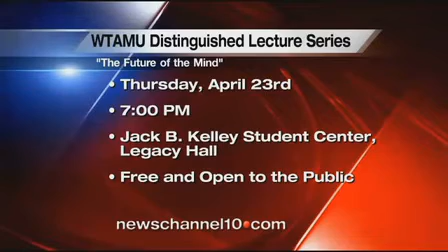 WTAMU Distinguished Lecture Series
"The Future of the Mind"
• Thursday, April 23rd
• 7:00 PM
• Jack B. Kelley Student Center,
Legacy Hall
• Free and Open to the Public
newschannel10.com